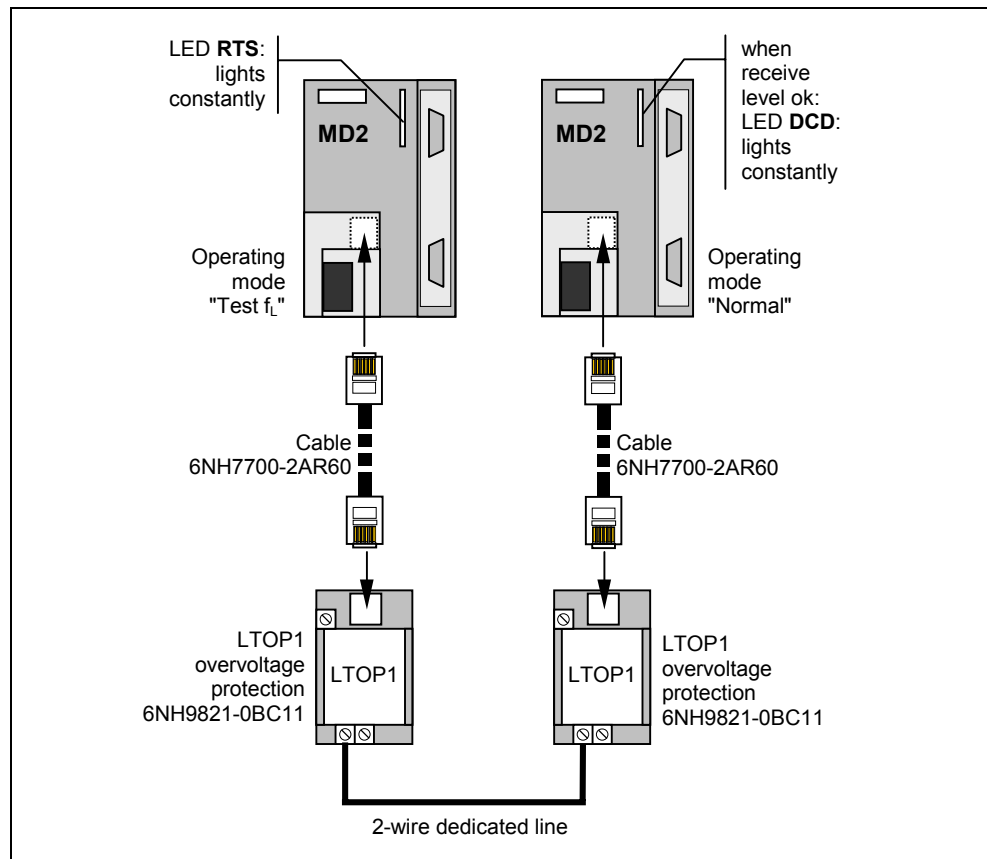 LED RTS:
lights
constantly
MD2
Operating
mode
"Test fL"
when
receive
level ok:
LED DCD:
lights
constantly
MD2
Operating
mode
"Normal"
Cable
6NH7700-2AR60
Cable
6NH7700-2AR60
LTOP1
overvoltage
protection
6NH9821-0BC11
LTOP1
LTOP1
LTOP1
overvoltage
protection
6NH9821-0BC11
2-wire dedicated line